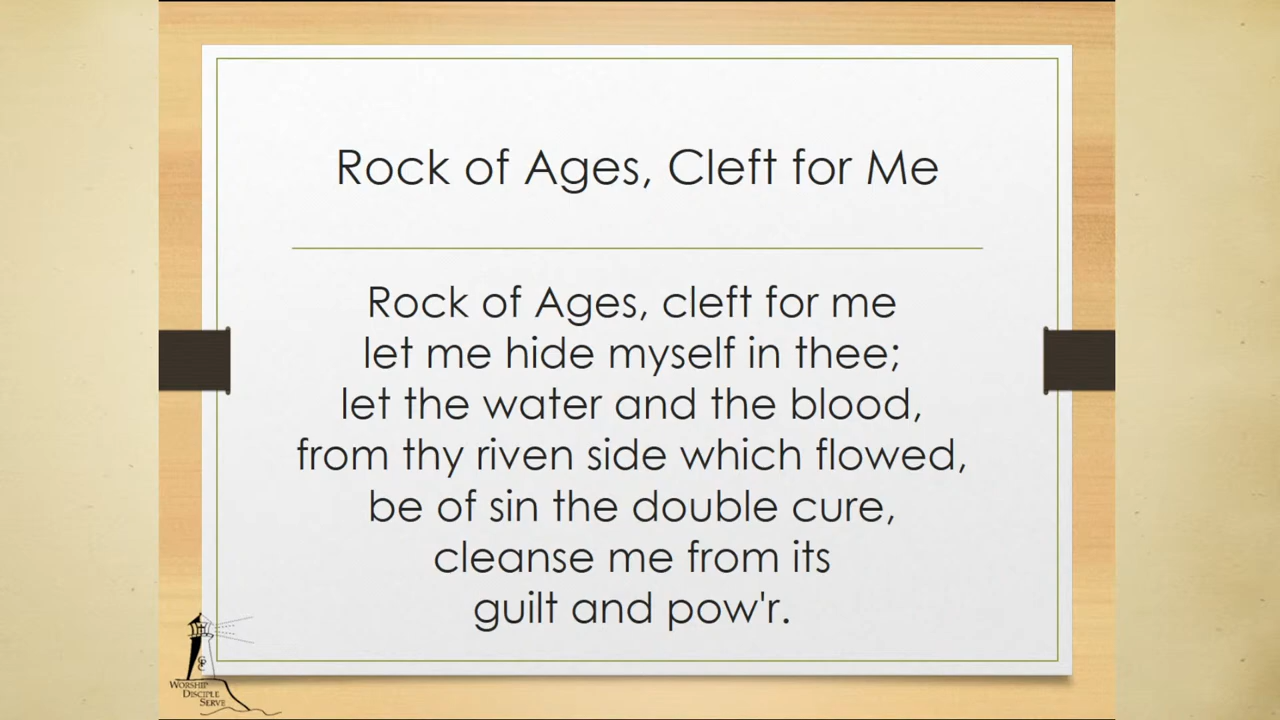 Rock of Ages, Cleft for Me
Rock of Ages, cleft for me
let me hide myself in thee;
let the water and the blood,
from thy riven side which flowed,
be of sin the double cure,
cleanse me from its
guilt and pow'r.
WORSHIP
DISCIPLE
SERVE